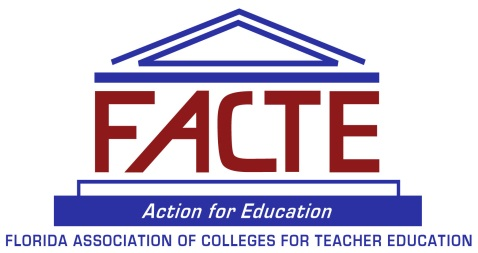 FACTE
Action for Education
FLORIDA ASSOCIATION OF COLLEGES FOR TEACHER EDUCATION